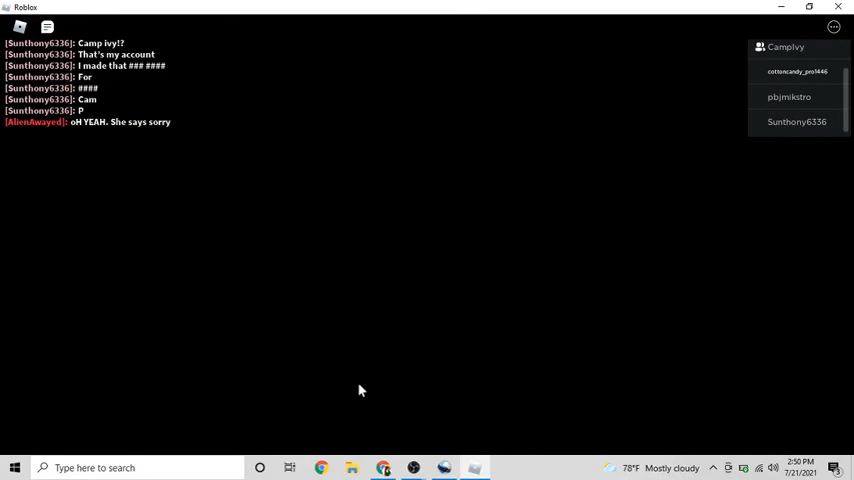 Roblox
[Sunthony6336]: Camp ivy!?
[Sunthony6336]: That's my account
[Sunthony6336]: I made that ### ####
[Sunthony6336]: For
[Sunthony6336]: ####
[Sunthony6336]: Cam
[Sunthony6336]: P
[AlienAwayed]: oH YEAH. She says sorry
CampIvy
cottoncandy_pro1446
pbjmikstro
Sunthony6336
Type here to search
78°F Mostly cloudy
2:50 PM
7/21/2021
3